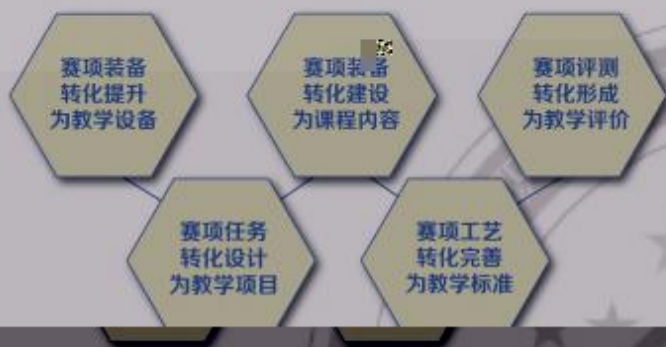 赛项装备
转化提升
为教学设备
赛项装备
转化建设
为课程内容
赛项评测
转化形成
为教学评价
赛项任务
转化设计
为教学项目
赛项工艺
转化完善
为教学标准